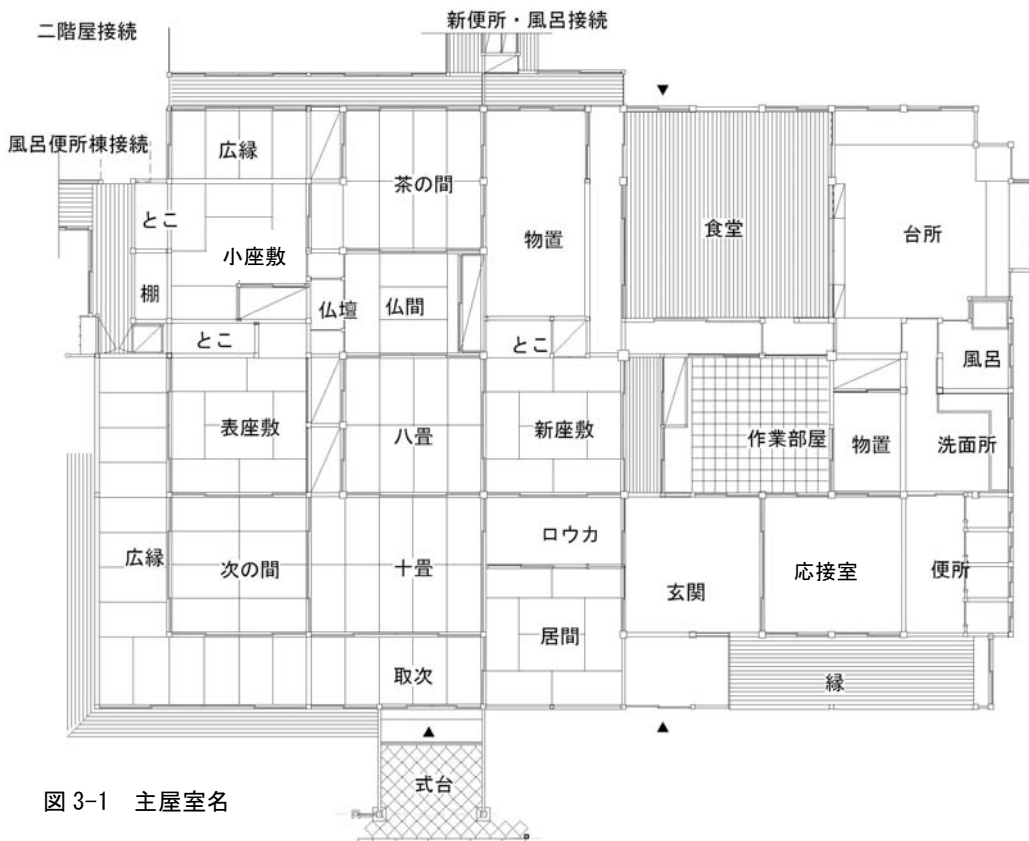 二階屋接続
新便所・風呂接続
▼
風呂便所棟接続
広縁
茶の間
とこ
小座敷
物置
食堂
台所
棚
仏壇
仏間
とこ
とこ
風呂
表座敷
八畳
新座敷
作業部屋
物置
洗面所
広縁
次の間
十畳
ロウカ
玄関
応接室
便所
居間
取次
縁
▲
▲
式台
図 3-1 主屋室名